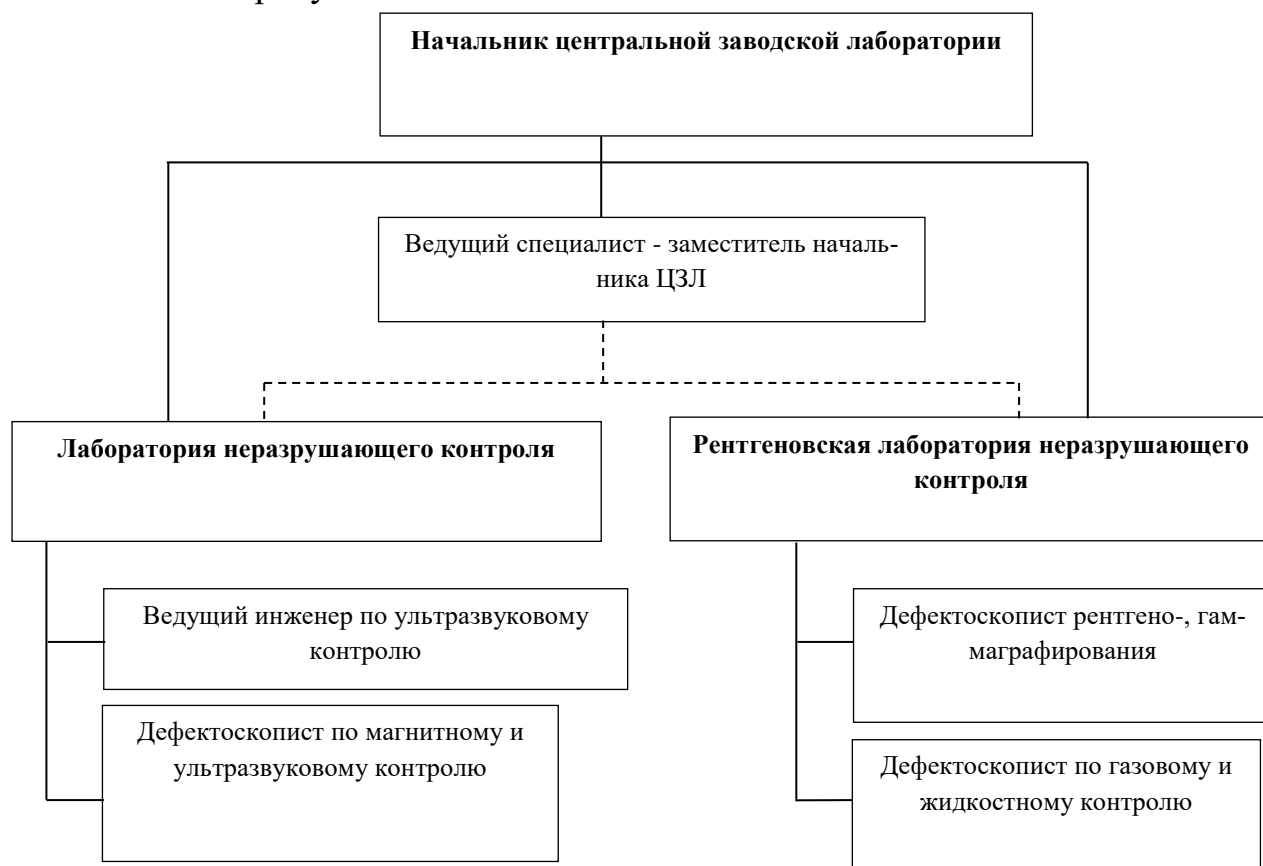 Начальник центральной заводской лаборатории
Ведущий специалист - заместитель началь-
ника ЦЗЛ
Лаборатория неразрушающего контроля
Рентгеновская лаборатория неразрушающего
контроля
Ведущий инженер по ультразвуковому
контролю
Дефектоскопист по магнитному и
ультразвуковому контролю
Дефектоскопист рентгено-, гам-
маграфирования
Дефектоскопист по газовому и
жидкостному контролю